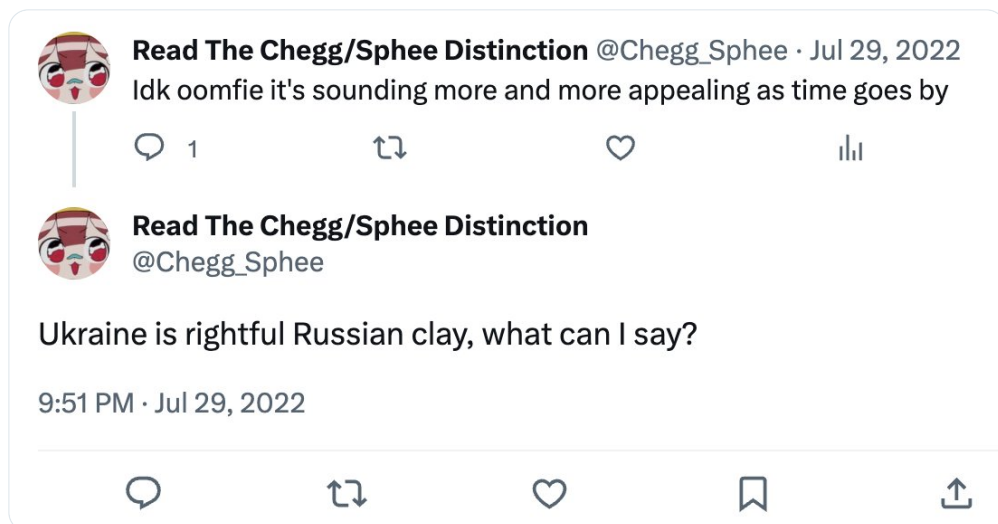 Read The Chegg/Sphee Distinction @Chegg_Sphee · Jul 29, 2022
Idk oomfie it's sounding more and more appealing as time goes by
1
Read The Chegg/Sphee Distinction
@Chegg_Sphee
Ukraine is rightful Russian clay, what can I say?
9:51 PM · Jul 29, 2022